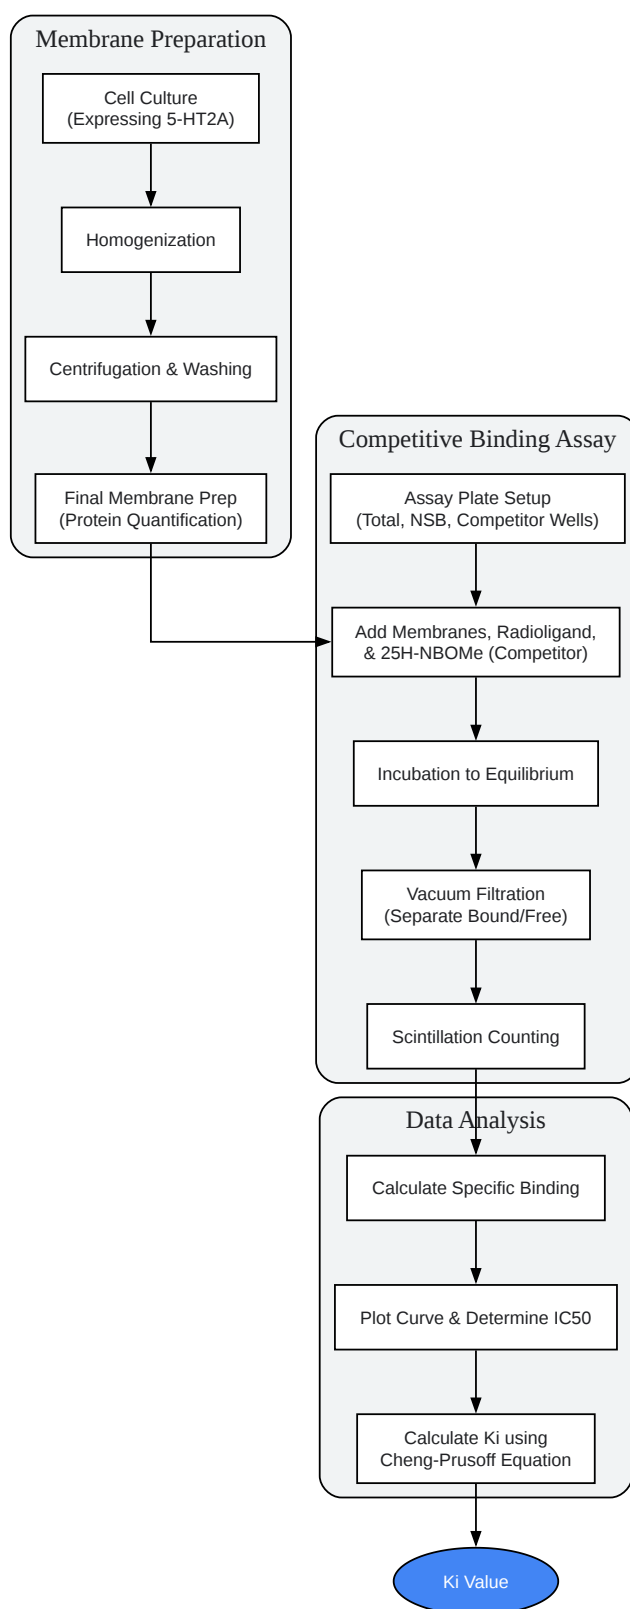 Membrane Preparation
Cell Culture
(Expressing 5-HT2A)
Homogenization
Centrifugation & Washing
Final Membrane Prep
(Protein Quantification)
Competitive Binding Assay
Assay Plate Setup
(Total, NSB, Competitor Wells)
Add Membranes, Radioligand,
& 25H-NBOMe (Competitor)
Incubation to Equilibrium
Vacuum Filtration
(Separate Bound/Free)
Scintillation Counting
Data Analysis
Calculate Specific Binding
Plot Curve & Determine IC50
Calculate Ki using
Cheng-Prusoff Equation
Ki Value